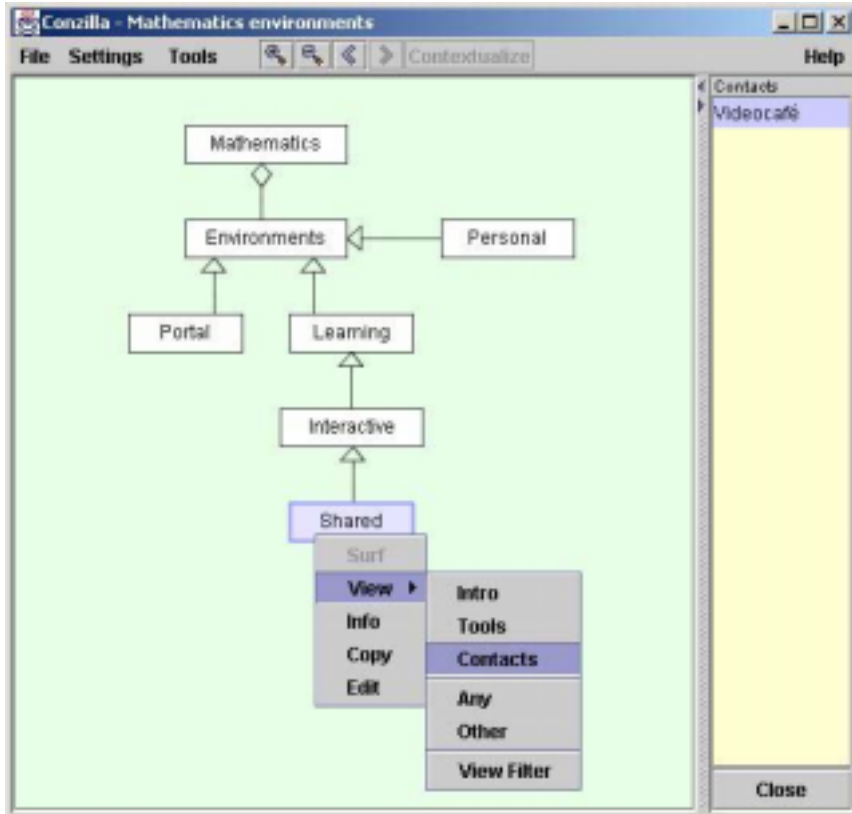 Conzilla - Mathematics environments
File Settings Tools Contextualize Help
Contacts
Videocafé
Mathematics
Environments Personal
Portal Learning
Interactive
Shared
Surf
View Intro
Info Tools
Copy Contacts
Edit Any
Other
View Filter
Close